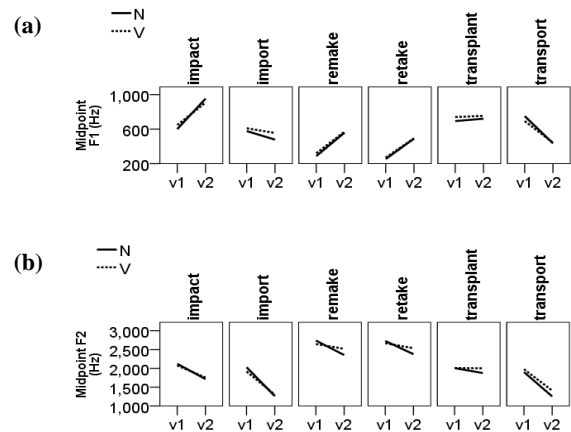 (a)
N
V
impact import remake retake transplant transport
Midpoint
F1 (Hz)
1,000
600
200
v1 v2 v1 v2 v1 v2 v1 v2 v1 v2 v1 v2
(b)
N
V
impact import remake retake transplant transport
Midpoint F2
(Hz)
3,000
2,500
2,000
1,500
1,000
v1 v2 v1 v2 v1 v2 v1 v2 v1 v2 v1 v2